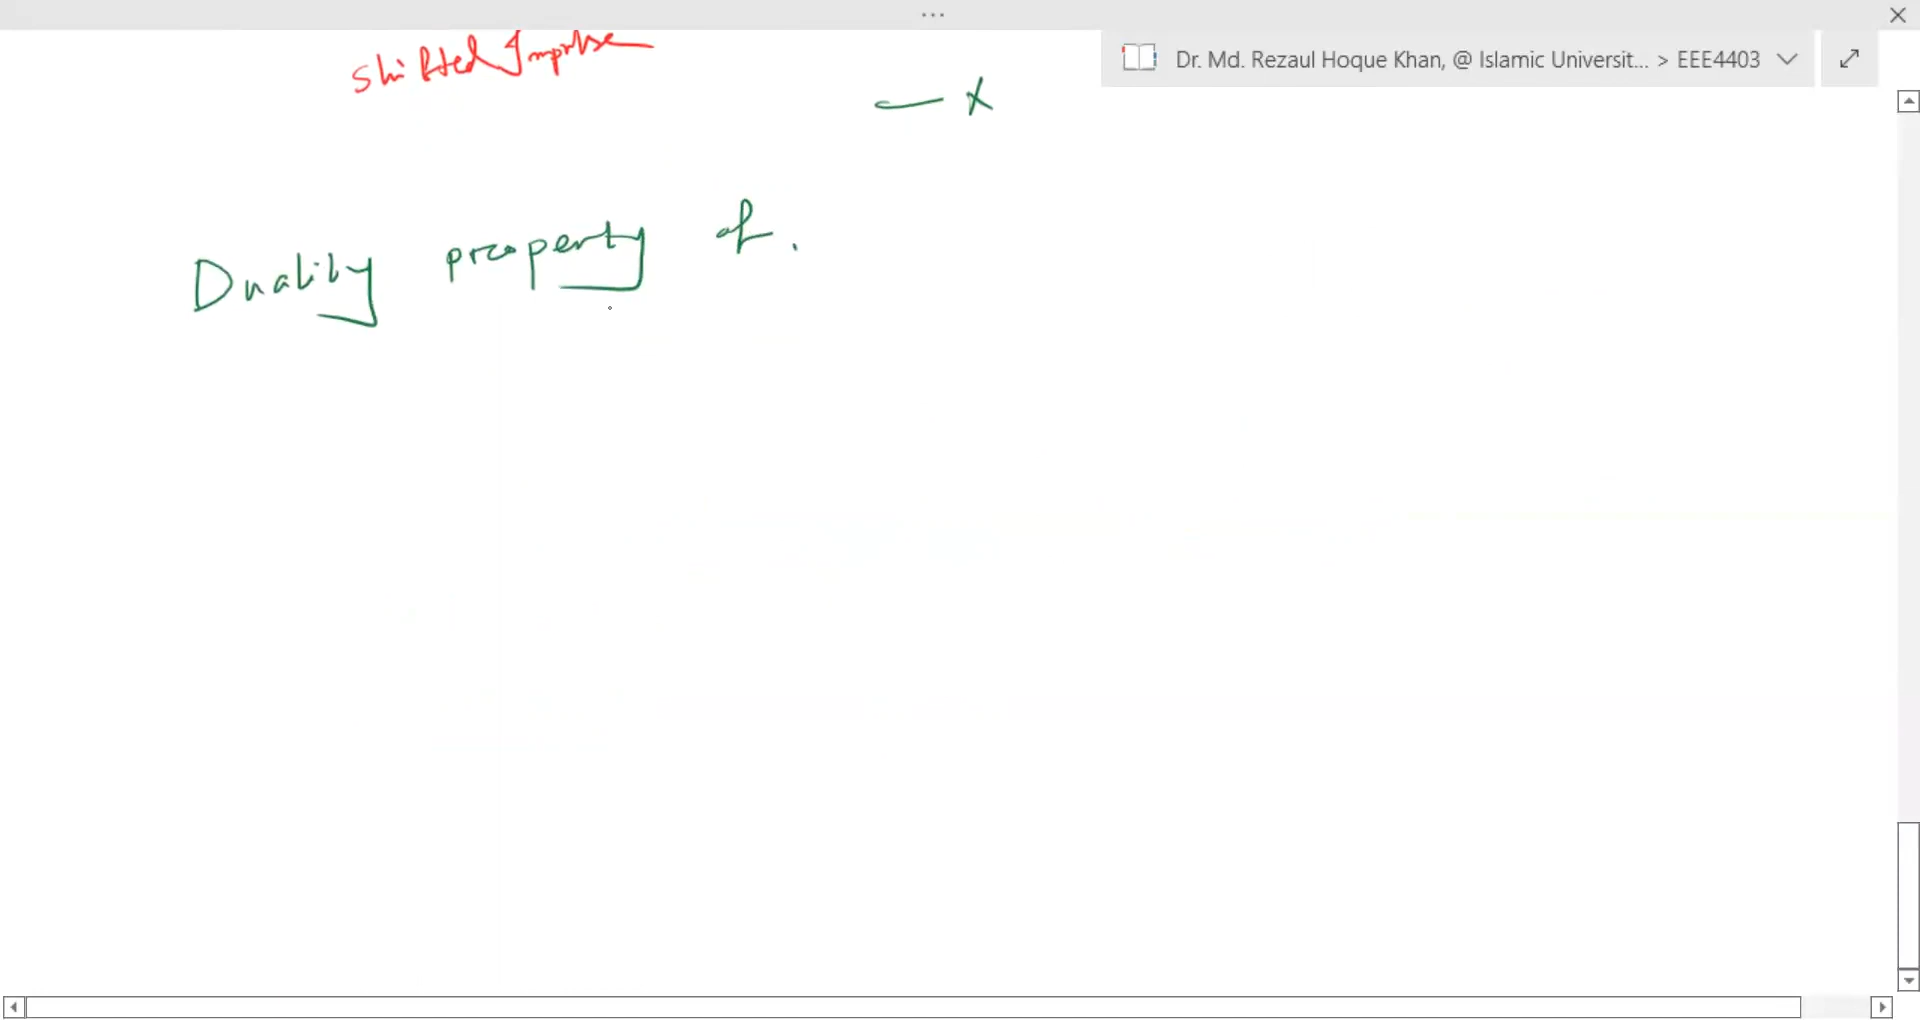 ...
Dr. Md. Rezaul Hoque Khan, @ Islamic Universit... > EEE4403
Shifted Impulse
— X
Duality property of.